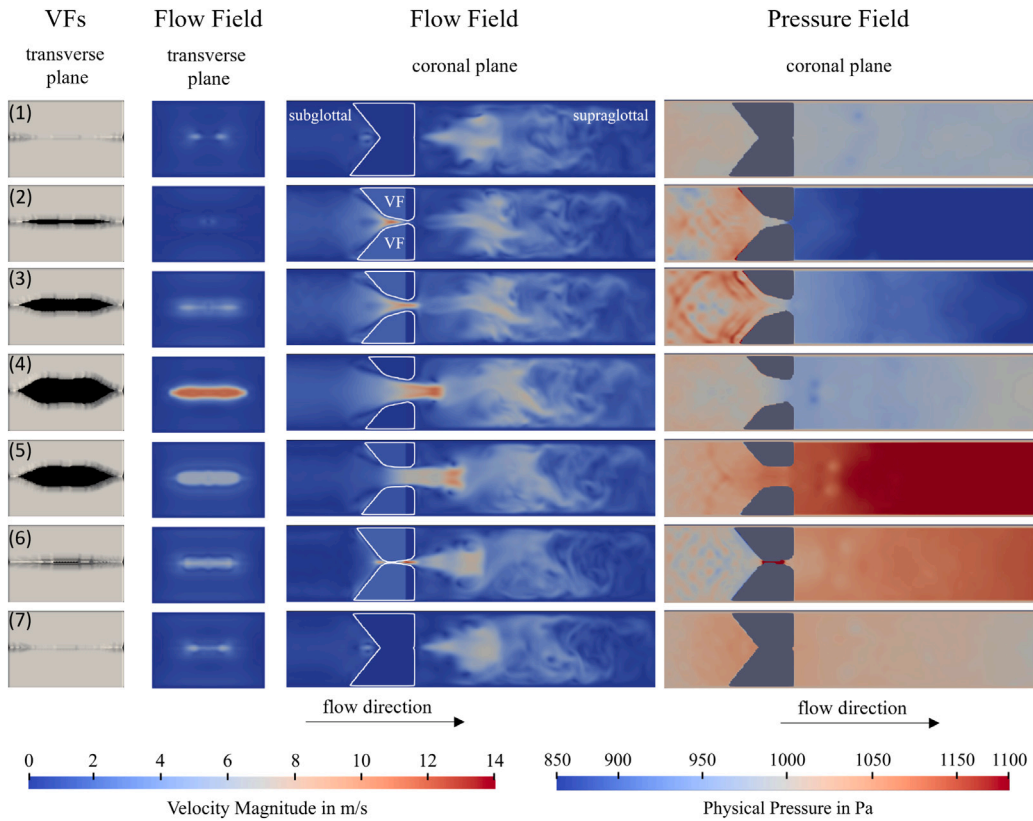 VFs Flow Field Flow Field Pressure Field
transverse plane transverse plane coronal plane coronal plane
(1) subglottal supraglottal
(2) VF
VF
(3)
(4)
(5)
(6)
(7)
flow direction flow direction
0 2 4 6 8 10 12 14 850 900 950 1000 1050 1150 1100
Velocity Magnitude in m/s Physical Pressure in Pa